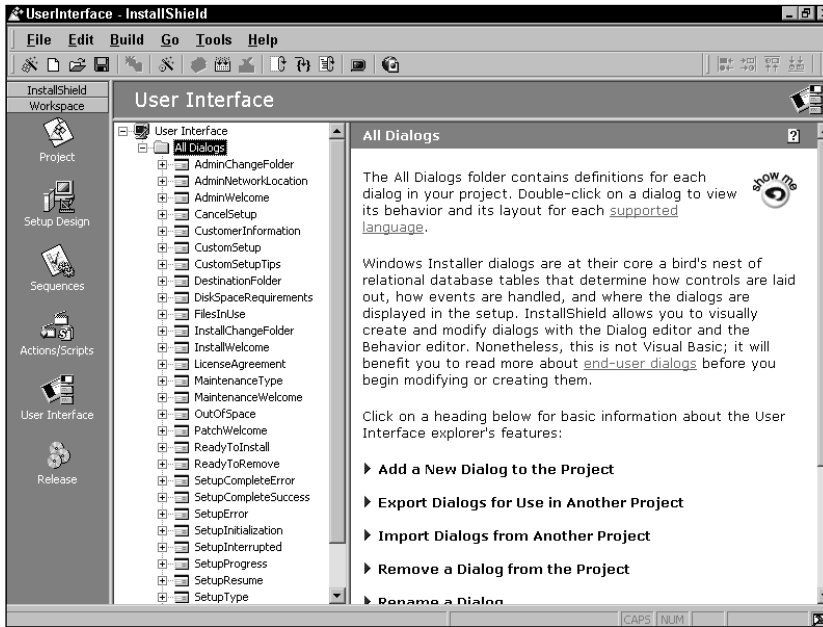 UserInterface - InstallShield
File Edit Build Go Tools Help
InstallShield
Workspace
Project
Setup Design
Sequences
Actions/Scripts
User Interface
Release
User Interface
User Interface
All Dialogs
AdminChangeFolder
AdminNetworkLocation
AdminWelcome
CancelSetup
CustomerInformation
CustomSetup
CustomSetupTips
DestinationFolder
DiskSpaceRequirements
FilesInUse
InstallChangeFolder
InstallWelcome
LicenseAgreement
MaintenanceType
MaintenanceWelcome
OutOfSpace
PatchWelcome
ReadyToInstall
ReadyToRemove
SetupCompleteError
SetupCompleteSuccess
SetupError
SetupInitialization
SetupInterrupted
SetupProgress
SetupResume
SetupType
All Dialogs
?
show me
The All Dialogs folder contains definitions for each
dialog in your project. Double-click on a dialog to view
its behavior and its layout for each supported
language.
Windows Installer dialogs are at their core a bird's nest of
relational database tables that determine how controls are laid
out, how events are handled, and where the dialogs are
displayed in the setup. InstallShield allows you to visually
create and modify dialogs with the Dialog editor and the
Behavior editor. Nonetheless, this is not Visual Basic; it will
benefit you to read more about end-user dialogs before you
begin modifying or creating them.
Click on a heading below for basic information about the User
Interface explorer's features:
Add a New Dialog to the Project
Export Dialogs for Use in Another Project
Import Dialogs from Another Project
Remove a Dialog from the Project
Rename a Dialog
CAPS NUM